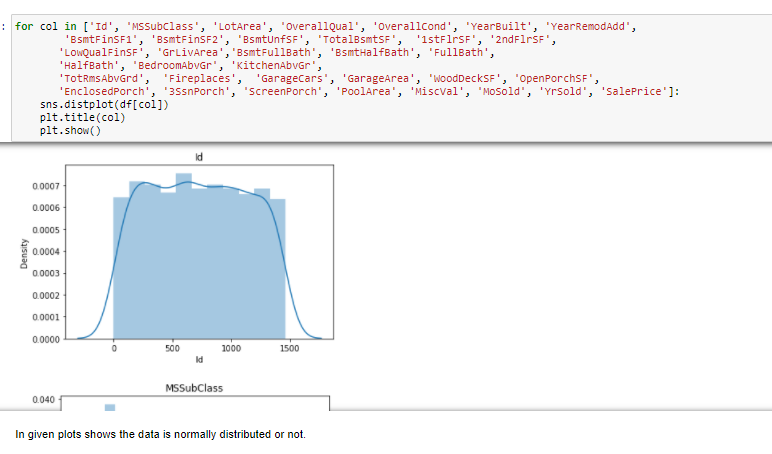 : for col in ['Id', 'MSSubClass', 'LotArea', 'OverallQual', 'OverallCond', 'YearBuilt', 'YearRemodAdd',
'BsmtFinSF1', 'BsmtFinSF2', 'BsmtUnfSF', 'TotalBsmtSF', '1stFlrSF', '2ndFlrSF',
'LowQualFinSF', 'GrLivArea','BsmtFullBath', 'BsmtHalfBath', 'FullBath',
'HalfBath', 'BedroomAbvGr', 'KitchenAbvGr',
'TotRmsAbvGrd', 'Fireplaces', 'GarageCars', 'GarageArea', 'WoodDeckSF', 'OpenPorchSF',
'EnclosedPorch', '3SsnPorch', 'ScreenPorch', 'PoolArea', 'MiscVal', 'MoSold', 'YrSold', 'SalePrice']:
sns.distplot(df[col])
plt.title(col)
plt.show()
Id
0.0007
0.0006
0.0005
0.0004
0.0003
0.0002
0.0001
0.0000
Density
0 500 1000 1500
Id
MSSubClass
0.040
In given plots shows the data is normally distributed or not.